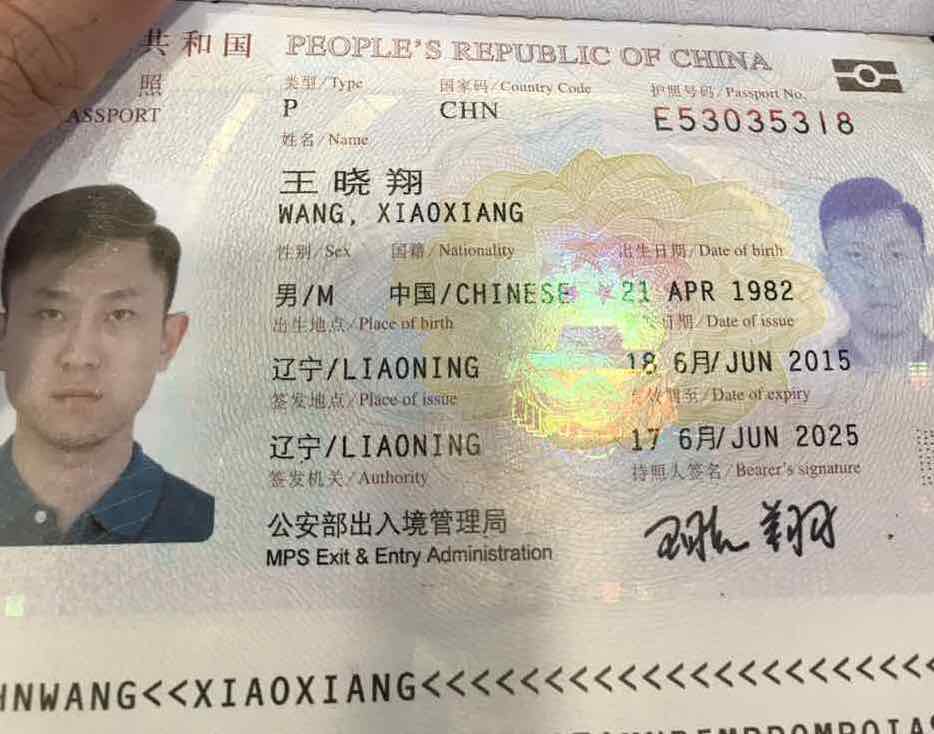 共和国 PEOPLE'S REPUBLIC OF CHINA
照 类型/Type 国家码/Country Code 护照号码/Passport No.
ASSPORT P CHN E53035318
姓名/Name
王晓翔
WANG, XIAOXIANG
性别/Sex 国籍/Nationality 出生日期/Date of birth
男/M 中国/CHINESE 21 APR 1982
出生地点/Place of birth 日期/Date of issue
辽宁/LIAONING 18 6月/JUN 2015
签发地点/Place of issue 效期至/Date of expiry
辽宁/LIAONING 17 6月/JUN 2025
签发机关/Authority 持照人签名/Bearer's signature
公安部出入境管理局 王晓翔
MPS Exit & Entry Administration
HNWANG<<XIAOXIANG<<<<<<<<<<<<<<<<<<<<<<